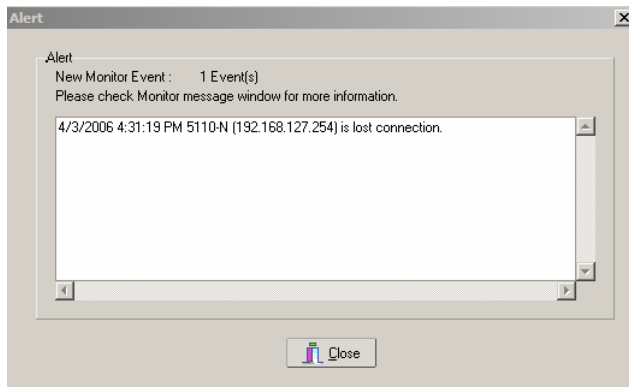 Alert
Alert
New Monitor Event : 1 Event(s)
Please check Monitor message window for more information.
4/3/2006 4:31:19 PM 5110-N (192.168.127.254) is lost connection.
Close